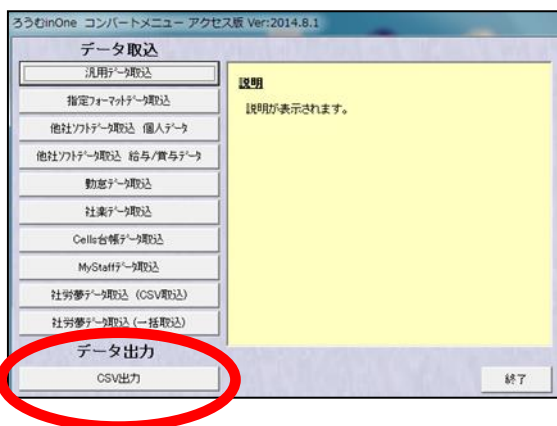 ろうむinOne コンバートメニュー アクセス版 Ver:2014.8.1
データ取込
汎用ﾃﾞｰﾀ取込
指定ﾌｫｰﾏｯﾄﾃﾞｰﾀ取込
他社ｿﾌﾄﾃﾞｰﾀ取込 個人ﾃﾞｰﾀ
他社ｿﾌﾄﾃﾞｰﾀ取込 給与/賞与ﾃﾞｰﾀ
勤怠ﾃﾞｰﾀ取込
社楽ﾃﾞｰﾀ取込
Cells台帳ﾃﾞｰﾀ取込
MyStaffﾃﾞｰﾀ取込
社労夢ﾃﾞｰﾀ取込 (CSV取込)
社労夢ﾃﾞｰﾀ取込 (一括取込)
データ出力
CSV出力
説明
説明が表示されます。
終了